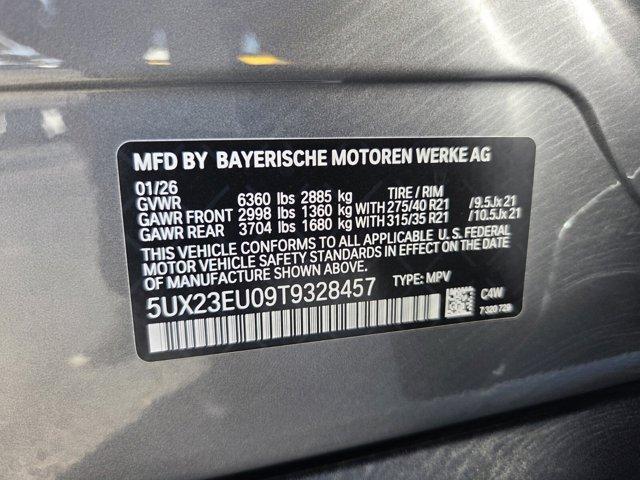 MFD BY BAYERISCHE MOTOREN WERKE AG
01/26 TIRE / RIM
GVWR 6360 lbs 2885 kg
GAWR FRONT 2998 lbs 1360 kg WITH 275/40 R21 /9.5Jx21
GAWR REAR 3704 lbs 1680 kg WITH 315/35 R21 /10.5Jx21
THIS VEHICLE CONFORMS TO ALL APPLICABLE U.S. FEDERAL
MOTOR VEHICLE SAFETY STANDARDS IN EFFECT ON THE DATE
OF MANUFACTURE SHOWN ABOVE.
5UX23EU09T9328457 TYPE: MPV
C4W
7 320 726